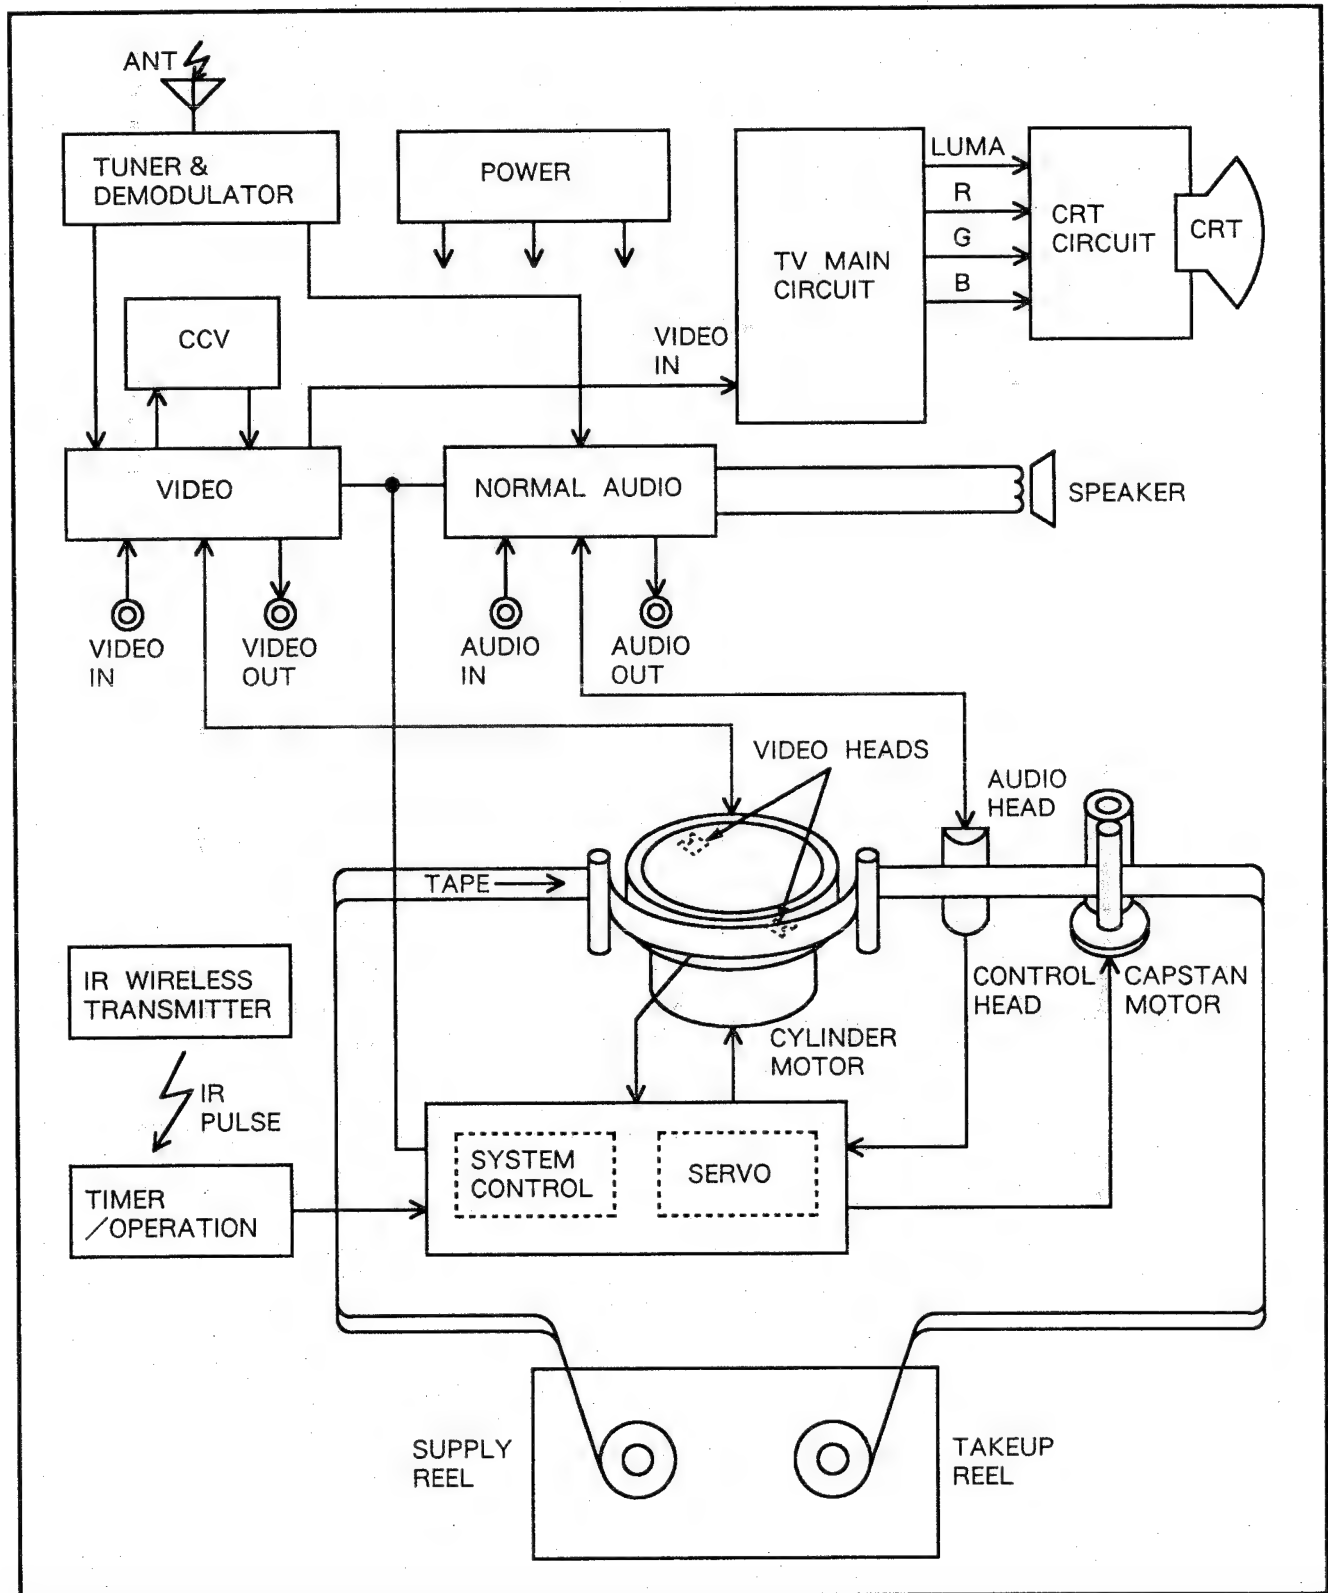 ANT
TUNER &
DEMODULATOR
POWER
TV MAIN
CIRCUIT
LUMA
R
G
B
CRT
CIRCUIT
CRT
CCV
VIDEO
IN
VIDEO
NORMAL AUDIO
SPEAKER
VIDEO
IN
VIDEO
OUT
AUDIO
IN
AUDIO
OUT
VIDEO HEADS
AUDIO
HEAD
TAPE
IR WIRELESS
TRANSMITTER
CONTROL
HEAD
CAPSTAN
MOTOR
CYLINDER
MOTOR
IR
PULSE
SYSTEM
CONTROL
SERVO
TIMER
/OPERATION
SUPPLY
REEL
TAKEUP
REEL